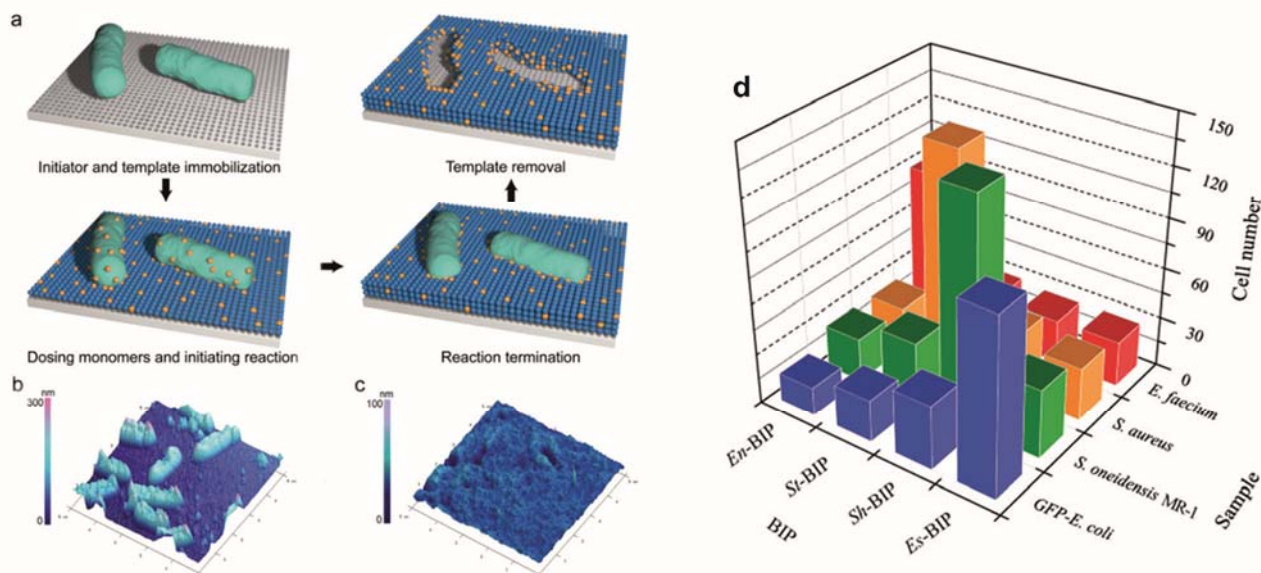 a
Initiator and template immobilization
Template removal
Dosing monomers and initiating reaction
Reaction termination
b
nm
300
0
c
nm
100
0
d
150
120
90
60
30
0
Cell number
E. faecium
S. aureus
S. oneidensis MR-1
GFP-E. coli
Sample
En-BIP
St-BIP
Sh-BIP
Es-BIP
BIP